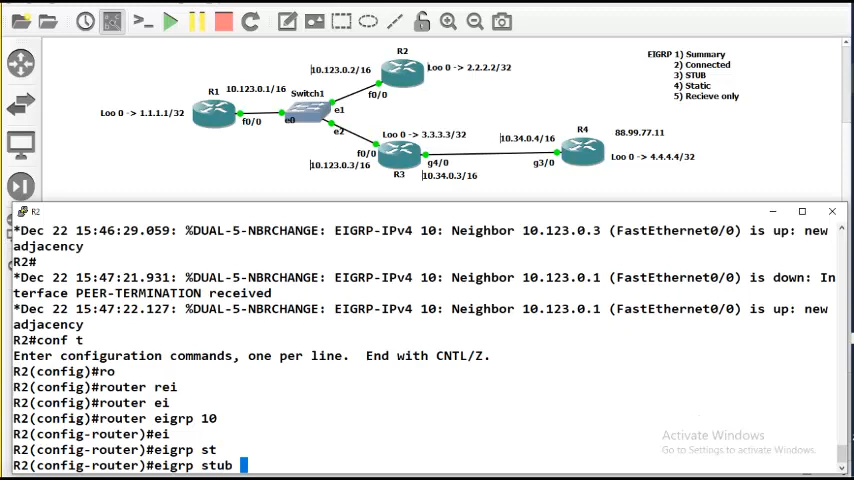 R2
EIGRP 1) Summary
2) Connected
3) STUB
4) Static
5) Recieve only
10.123.0.2/16
Loo 0 -> 2.2.2.2/32
R1
10.123.0.1/16
Switch1
f0/0
e1
Loo 0 -> 1.1.1.1/32
f0/0
e0
e2
Loo 0 -> 3.3.3.3/32
R4
88.99.77.11
10.34.0.4/16
f0/0
g4/0
g3/0
Loo 0 -> 4.4.4.4/32
10.123.0.3/16
R3
10.34.0.3/16
R2
*Dec 22 15:46:29.059: %DUAL-5-NBRCHANGE: EIGRP-IPv4 10: Neighbor 10.123.0.3 (FastEthernet0/0) is up: new
adjacency
R2#
*Dec 22 15:47:21.931: %DUAL-5-NBRCHANGE: EIGRP-IPv4 10: Neighbor 10.123.0.1 (FastEthernet0/0) is down: In
terface PEER-TERMINATION received
*Dec 22 15:47:22.127: %DUAL-5-NBRCHANGE: EIGRP-IPv4 10: Neighbor 10.123.0.1 (FastEthernet0/0) is up: new
adjacency
R2#conf t
Enter configuration commands, one per line.  End with CNTL/Z.
R2(config)#ro
R2(config)#router rei
R2(config)#router ei
R2(config)#router eigrp 10
R2(config-router)#ei
R2(config-router)#eigrp st
R2(config-router)#eigrp stub
Activate Windows
Go to Settings to activate Windows.